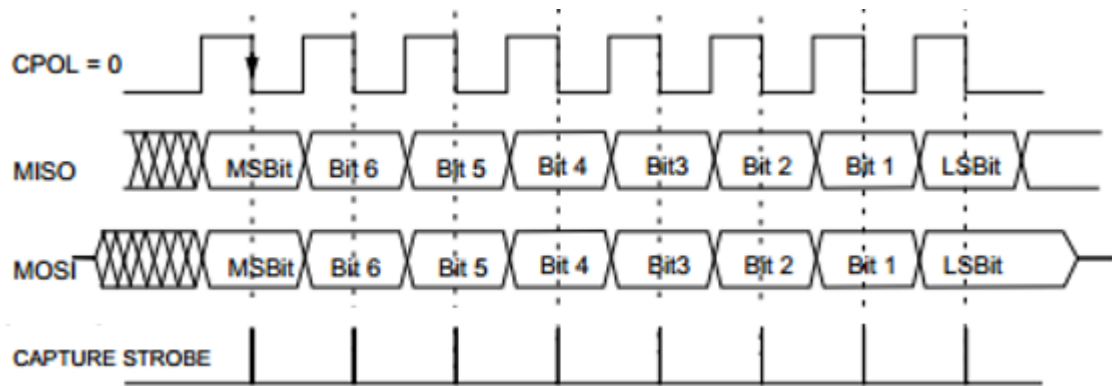 CPOL = 0
MISO MSBit Bit 6 Bit 5 Bit 4 Bit3 Bit 2 Bit 1 LSBit
MOSI MSBit Bit 6 Bit 5 Bit 4 Bit3 Bit 2 Bit 1 LSBit
CAPTURE STROBE